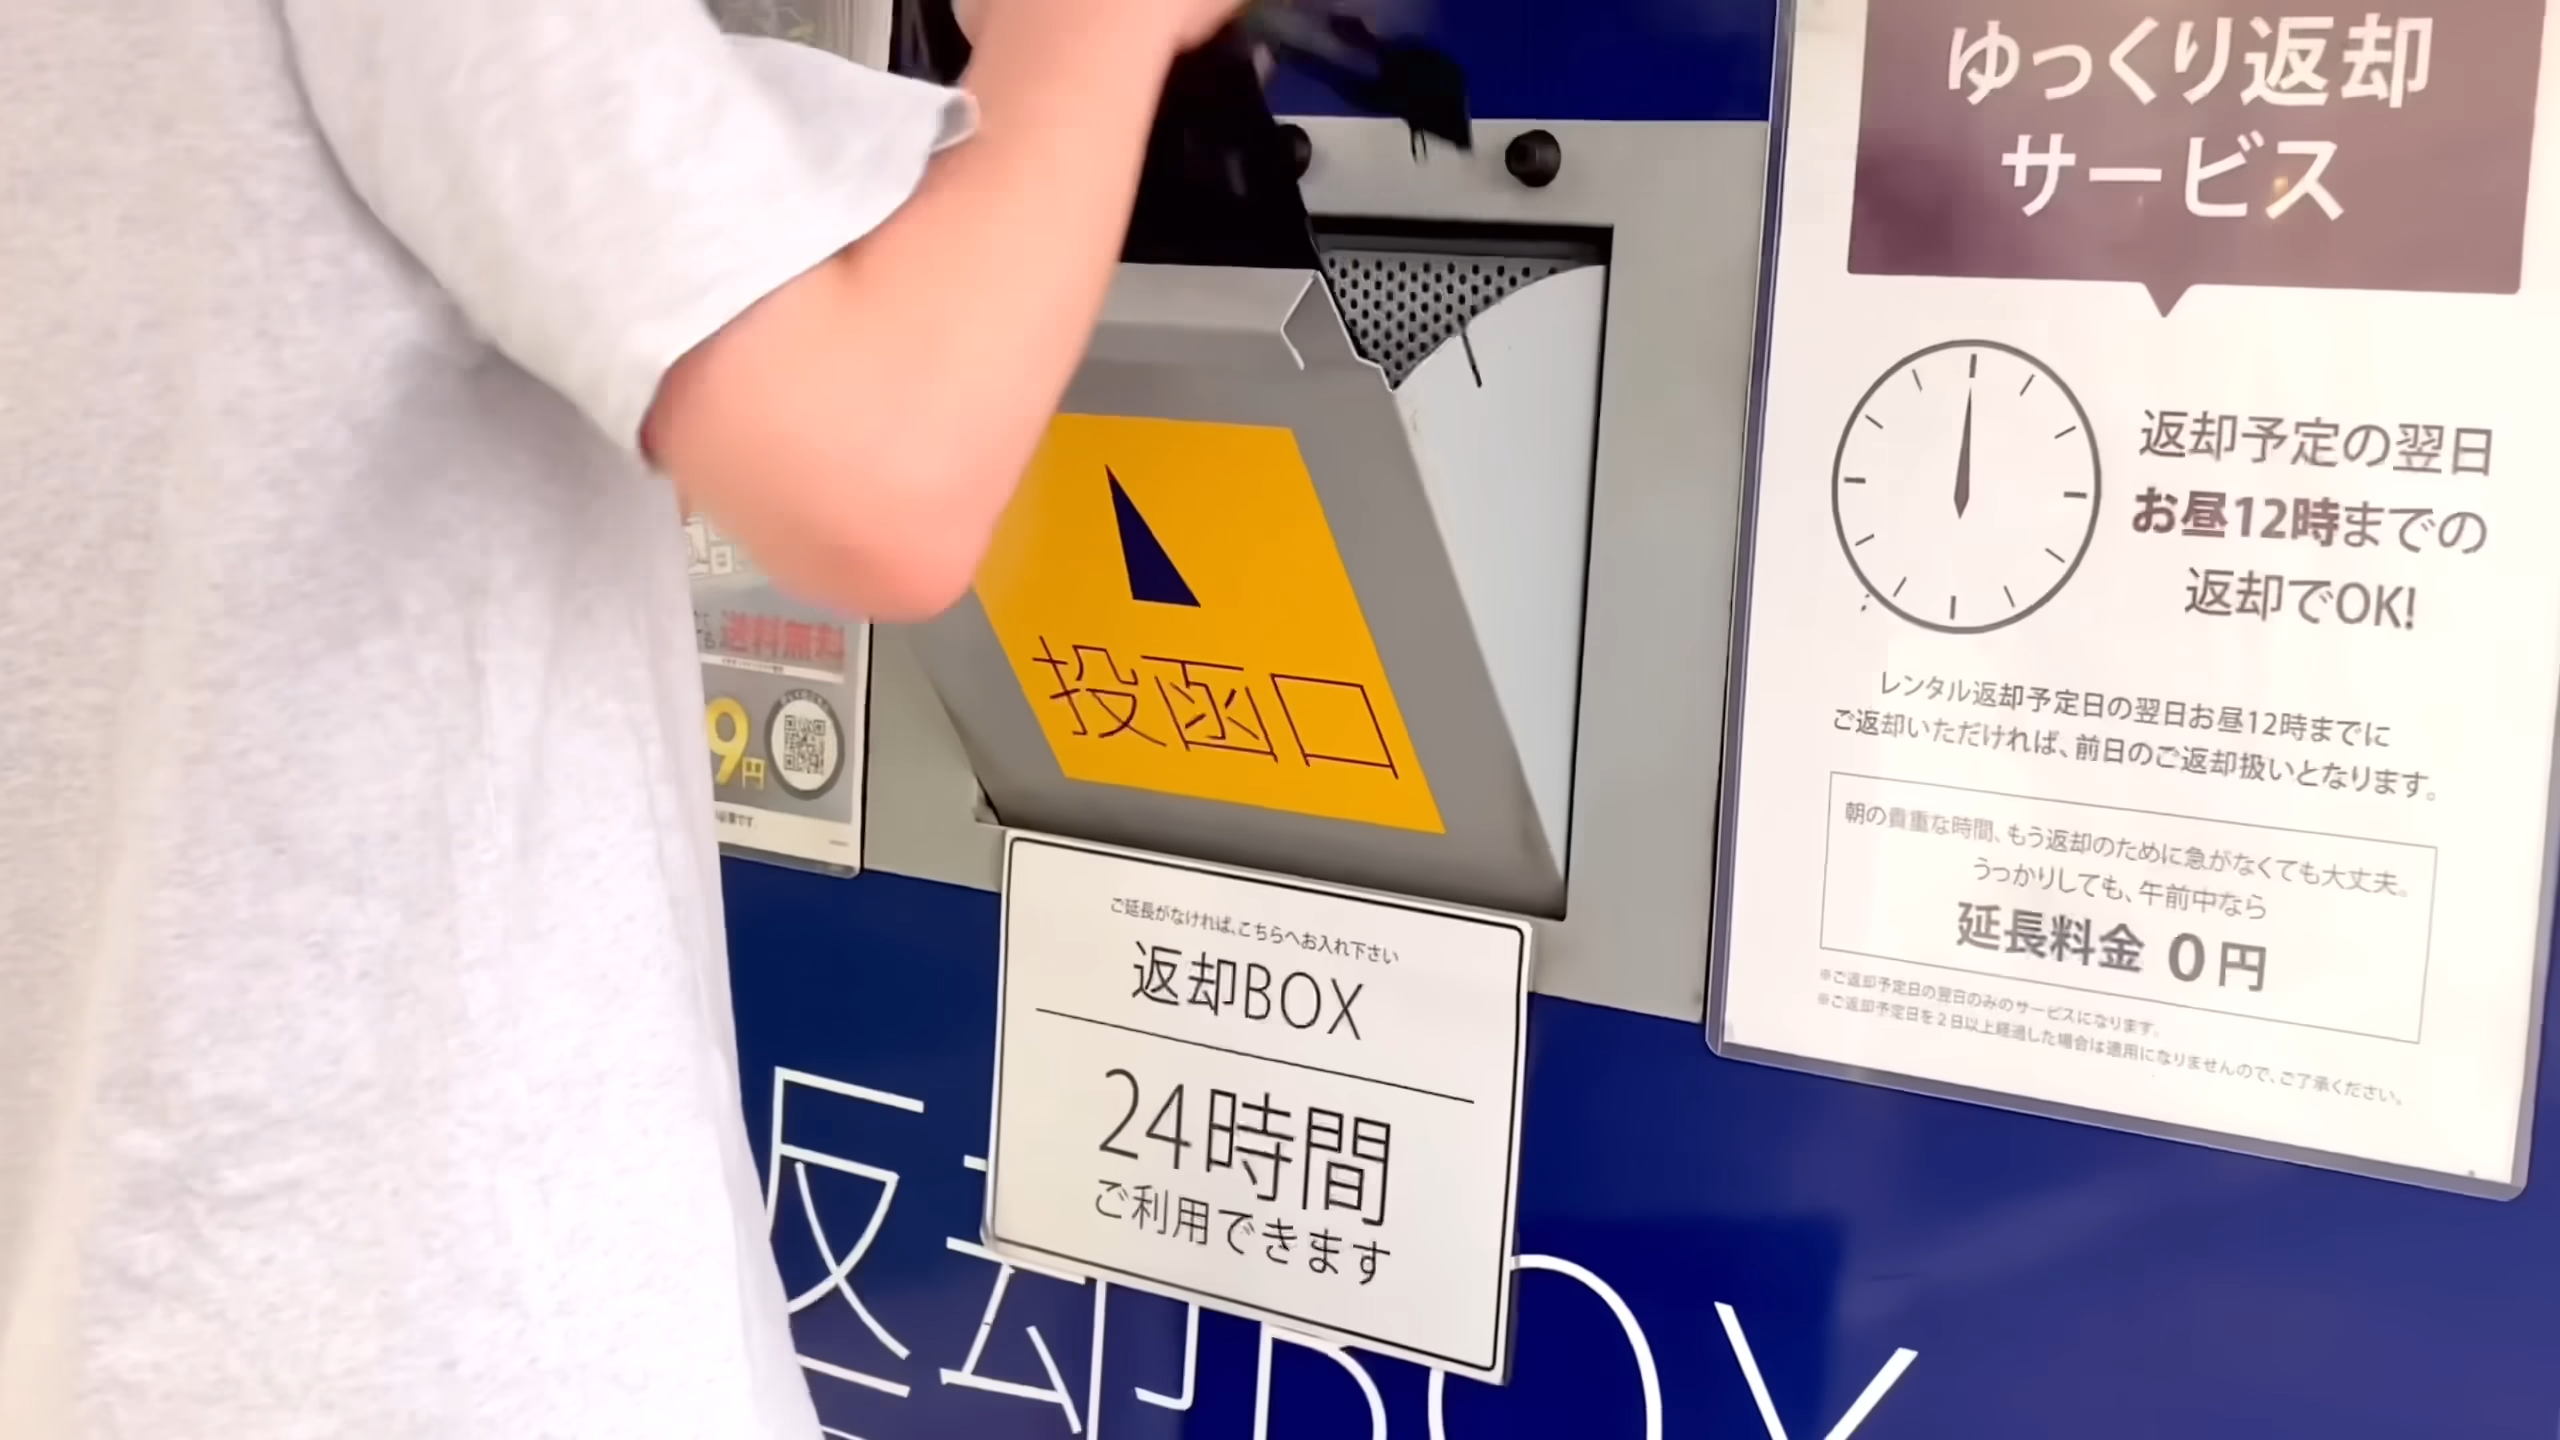 ゆっくり返却
サービス
返却予定の翌日
お昼12時までの
返却でOK!
レンタル返却予定日の翌日お昼12時までに
ご返却いただければ、前日のご返却扱いとなります。
朝の貴重な時間、もう返却のために急がなくても大丈夫。
うっかりしても、午前中なら
延長料金 0円
※ご返却予定日の翌日のみのサービスになります。
※ご返却予定日を2日以上経過した場合は適用になりませんので、ご了承ください。
投函口
ご延長がなければ、こちらへお入れ下さい
返却BOX
24時間
ご利用できます
送料無料
9円
必要です。
返却BOX